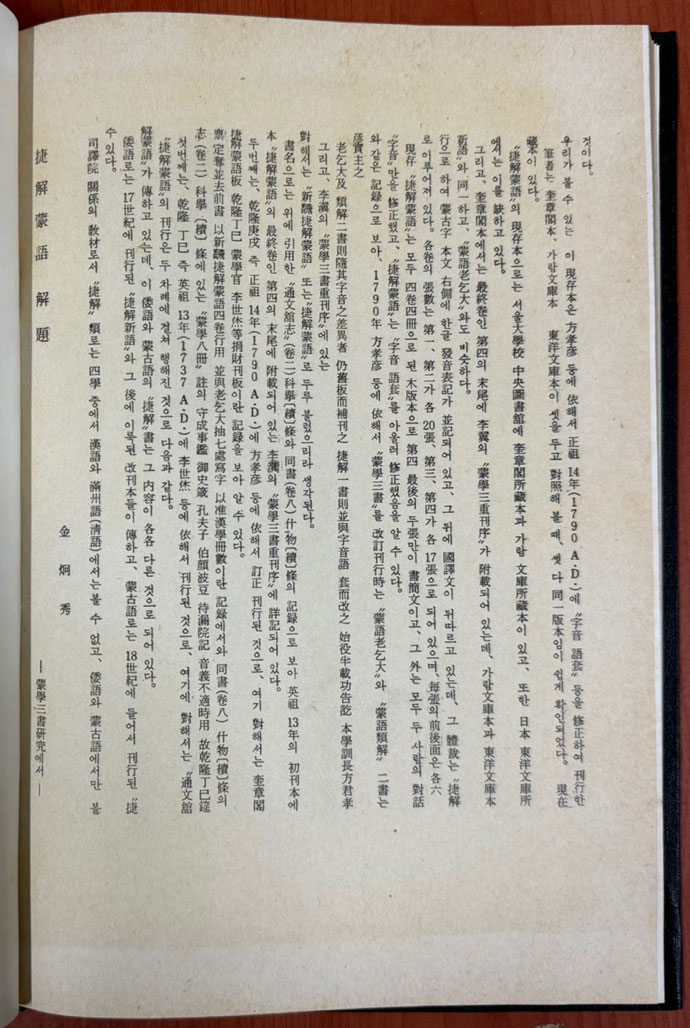 捷解蒙語解題
金炯秀
— 蒙學三書硏究에서 —
司譯院 關係의 敎材로서 〝捷解〟類로는 四學 中에서 漢語와 滿州語(淸語)에서는 볼 수 없고, 倭語와 蒙古語에서만 볼
수 있다.
倭語로는 17世紀에 刊行된 〝捷解新語〟와 그 後에 이룩된 改刊本들이 傳하고, 蒙古語로는 18世紀에 들어서 刊行된 〝捷
解蒙語〟가 傳하고 있는데, 이 倭語와 蒙古語의 〝捷解〟書는 그 內容이 各各 다른 것으로 되어 있다.
〝捷解蒙語〟의 刊行은 두 차례에 걸쳐 행해진 것으로 다음과 같다.
첫번째는, 乾隆 丁巳 즉 英祖 13年(1737 A·D·)에 李世烋 등에 依해서 刊行된 것으로, 여기에 對해서는 〝通文舘
志(卷二) 科擧〔續〕條에 있는 〝蒙學八冊〟註의 守成事鑑 御史箴 孔夫子 伯顔波豆 待漏院記 音義不適時用 故乾隆丁巳筵
稟 定奪並去前書 以新飜捷解蒙語四卷行用 並與老乞大抽七處寫字 以准漢學冊數이란 記錄에서와 同書(卷八) 什物〔續〕條의
捷解蒙語板 乾隆丁巳 蒙學官 李世烋等捐財刊板이란 記錄을 보아 알 수 있다.
두번째는, 乾隆庚戌 즉 正祖 14年(1790 A·D·)에 方孝彦 등에 依해서 訂正 刊行된 것으로, 여기 對해서는 奎章閣
本 〝捷解蒙語〟의 最終卷인 第四의 末尾에 附載되어 있는 李瀷의 〝蒙學三書重刊序〟에 詳記되어 있다.
書名으로는 위에 引用한 〝通文舘志〟(卷二)科擧〔續〕條와 同書(卷八) 什物〔續〕條의 記錄으로 보아 英祖 13年의 初刊本에
對해서는 〝新飜捷解蒙語〟 또는 〝捷解蒙語〟로 두루 불렀으리라 생각된다.
그리고, 李瀷의 〝蒙學三書重刊序〟에 있는
老乞大及 類解二書則隨其字音之差異者 仍舊板而補刊之 捷解一書則並與字音語 套而改之 始役半載功告訖 本學訓長方君孝
彦實主之
와 같은 記錄으로 보아, 1790年 方孝彦 등에 依해서 〝蒙學三書〟를 改訂刊行時는 〝蒙語老乞大〟와 〝蒙語類解〟 二書는
〝字音〟만을 修正했고, 〝捷解蒙語〟는 〝字音 語套〟를 아울러 修正했음을 알 수 있다.
現存 〝捷解蒙語〟는 모두 四卷四冊으로 된 木版本으로 第四 最後의 두張만이 書簡文이고, 그 外는 모두 두 사람의 對話
로 이루어져 있다. 各卷의 張數는 第一、第二가 各 20張、第三、第四가 各 17張으로 되어 있으며, 每張의 前後面은 各六
行으로 하여 蒙古字 本文 右側에 한글 發音表記가 並記되어 있고, 그 뒤에 國譯文이 뒤따르고 있는데, 그 體裁는 〝捷解
新語〟와 同一하고, 〝蒙語老乞大〟와도 비슷하다.
그리고, 奎章閣本에서는 最終卷인 第四의 末尾에 李翼의 〝蒙學三重刊序〟가 附載되어 있는데, 가람文庫本과 東洋文庫本
에서는 이를 缺하고 있다.
〝捷解蒙語〟의 現存本으로는 서울大學校 中央圖書館에 奎章閣所藏本과 가람 文庫所藏本이 있고, 또한 日本 東洋文庫所
藏本이 있다.
筆者는 奎章閣本、가람文庫本 東洋文庫本이 셋을 두고 對照해 볼 때, 셋 다 同一版本임이 쉽게 확인되었다. 現在
우리가 볼 수 있는 이 現存本은 方孝彦 등에 依해서 正祖 14年(1790 A·D·)에 〝字音 語套〟 등을 修正하여 刊行한
것이다.